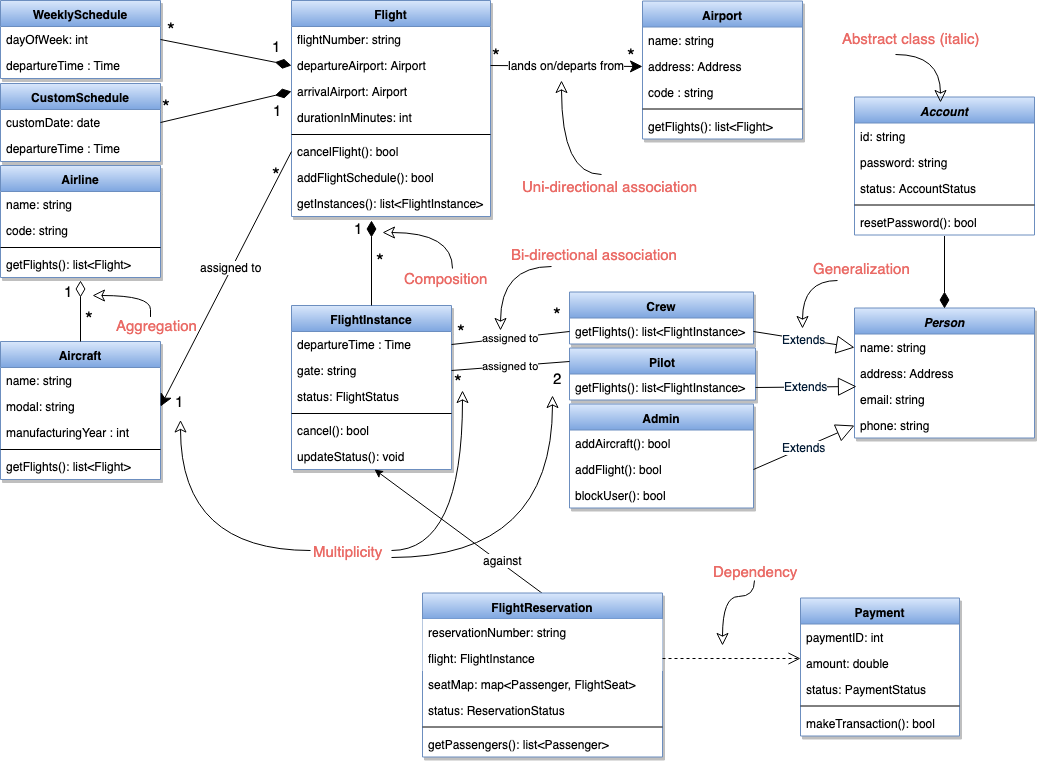 WeeklySchedule
dayOfWeek: int
departureTime : Time
*
1
CustomSchedule
customDate: date
departureTime : Time
*
1
Airline
name: string
code: string
getFlights(): list<Flight>
1
*
Aggregation
Aircraft
name: string
modal: string
manufacturingYear : int
getFlights(): list<Flight>
*
assigned to
1
Flight
flightNumber: string
departureAirport: Airport
arrivalAirport: Airport
durationInMinutes: int
cancelFlight(): bool
addFlightSchedule(): bool
getInstances(): list<FlightInstance>
1
*
Composition
*
lands on/departs from
*
Uni-directional association
Airport
name: string
address: Address
code : string
getFlights(): list<Flight>
Abstract class (italic)
Account
id: string
password: string
status: AccountStatus
resetPassword(): bool
Bi-directional association
Generalization
FlightInstance
departureTime : Time
gate: string
status: FlightStatus
cancel(): bool
updateStatus(): void
*
assigned to
*
*
assigned to
2
Crew
getFlights(): list<FlightInstance>
Pilot
getFlights(): list<FlightInstance>
Admin
addAircraft(): bool
addFlight(): bool
blockUser(): bool
Extends
Extends
Extends
Person
name: string
address: Address
email: string
phone: string
Multiplicity
against
FlightReservation
reservationNumber: string
flight: FlightInstance
seatMap: map<Passenger, FlightSeat>
status: ReservationStatus
getPassengers(): list<Passenger>
Dependency
Payment
paymentID: int
amount: double
status: PaymentStatus
makeTransaction(): bool